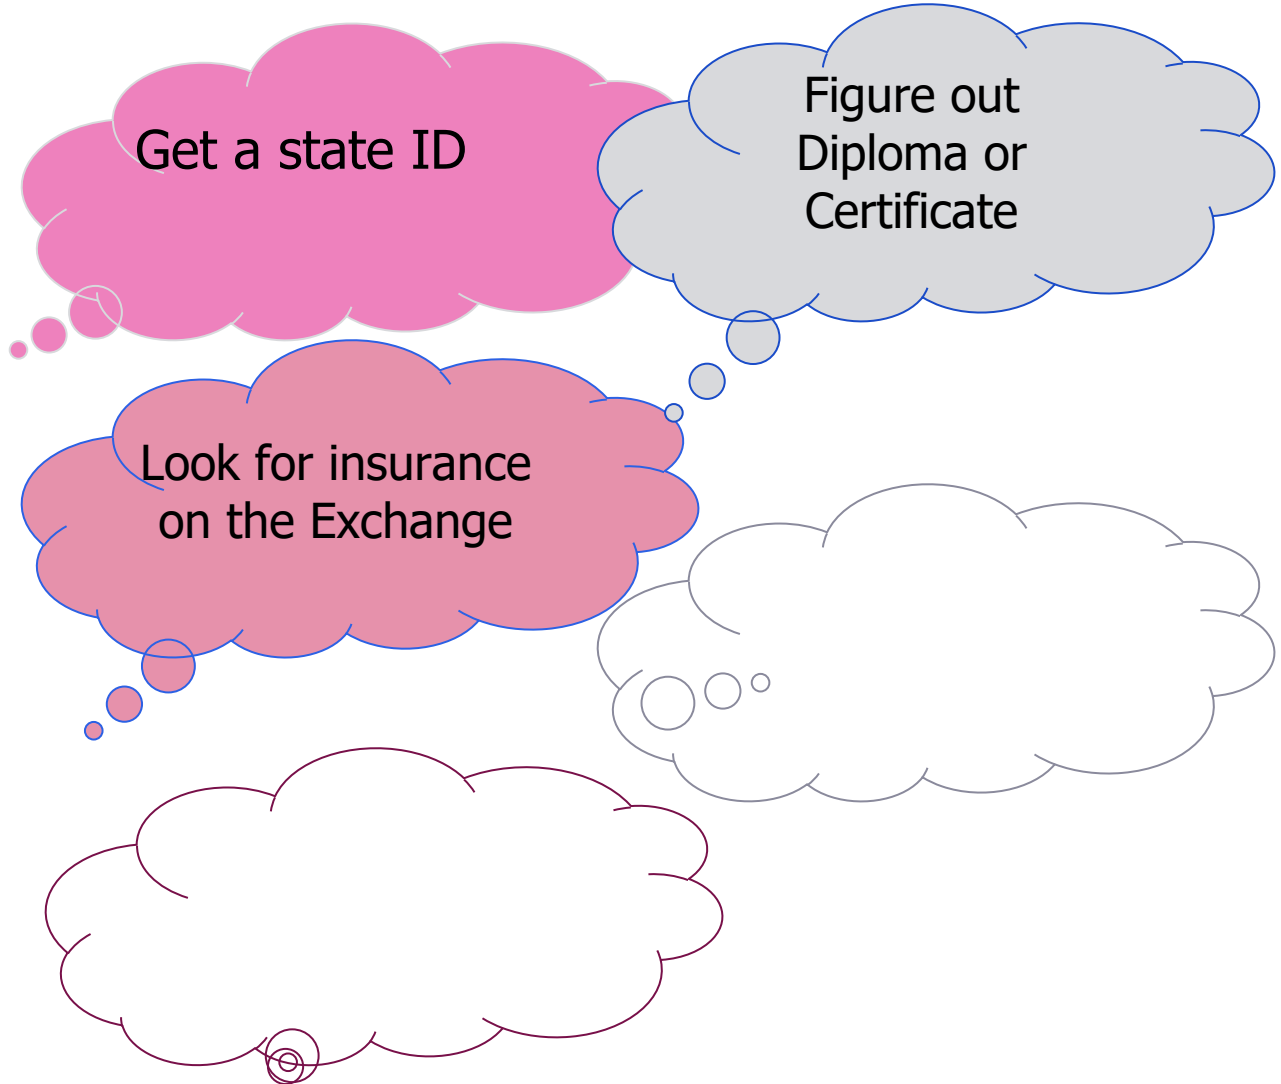 Get a state ID
Figure out
Diploma or
Certificate
Look for insurance
on the Exchange